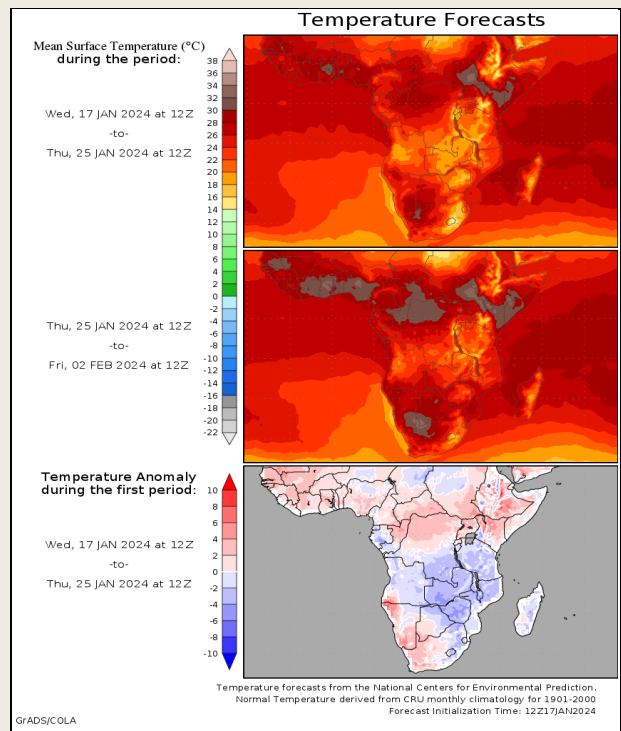 Temperature Forecasts
Mean Surface Temperature (°C)
during the period:
Wed, 17 JAN 2024 at 12Z
-to-
Thu, 25 JAN 2024 at 12Z
38
36
34
32
30
28
26
24
22
20
18
16
14
12
10
8
6
4
2
0
-2
-4
-6
-8
-10
-12
-14
-16
-18
-20
-22
Thu, 25 JAN 2024 at 12Z
-to-
Fri, 02 FEB 2024 at 12Z
Temperature Anomaly
during the first period:
Wed, 17 JAN 2024 at 12Z
-to-
Thu, 25 JAN 2024 at 12Z
10
8
6
4
2
0
-2
-4
-6
-8
-10
Temperature forecasts from the National Centers for Environmental Prediction.
Normal Temperature derived from CRU monthly climatology for 1901-2000
Forecast Initialization Time: 12Z17JAN2024
GrADS/COLA